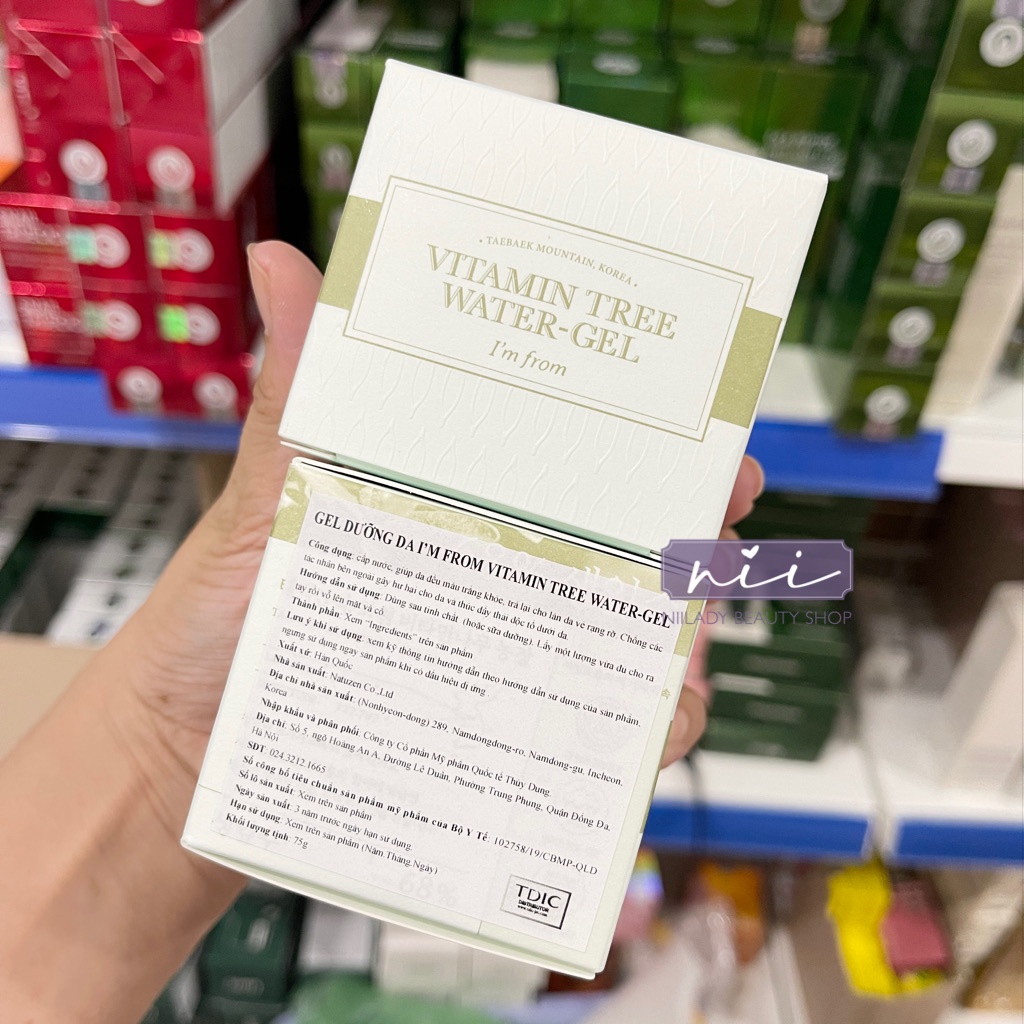 • TAEBAEK MOUNTAIN, KOREA •
VITAMIN TREE
WATER-GEL
I'm from
GEL DƯỠNG DA I'M FROM VITAMIN TREE WATER-GEL
Công dụng: cấp nước, giúp da đều màu trắng khỏe, trả lại cho làn da vẻ rạng rỡ. Chống các
tác nhân bên ngoài gây hư hại cho da và thúc đẩy thải độc tố dưới da.
Hướng dẫn sử dụng: Dùng sau tinh chất (hoặc sữa dưỡng). Lấy một lượng vừa đủ cho ra
tay rồi vỗ lên mặt và cổ
Thành phần: Xem "Ingredients" trên sản phẩm
Lưu ý khi sử dụng: xem kỹ thông tin hướng dẫn theo hướng dẫn sử dụng của sản phẩm,
ngưng sử dụng ngay sản phẩm khi có dấu hiệu dị ứng.
Xuất xứ: Hàn Quốc
Nhà sản xuất: Natuzen Co.,Ltd
Địa chỉ nhà sản xuất: (Nonhyeon-dong) 289, Namdongdong-ro, Namdong-gu, Incheon,
Korea
Nhập khẩu và phân phối: Công ty Cổ phần Mỹ phẩm Quốc tế Thùy Dung.
Địa chỉ: Số 5, ngõ Hoàng An A, Đường Lê Duẩn, Phường Trung Phụng, Quận Đống Đa,
Hà Nội
SĐT: 024.3212.1665
Số công bố tiêu chuẩn sản phẩm mỹ phẩm của Bộ Y Tế: 102758/19/CBMP-QLD
Số lô sản xuất: Xem trên sản phẩm
Ngày sản xuất: 3 năm trước ngày hạn sử dụng.
Hạn sử dụng: Xem trên sản phẩm (Năm.Tháng.Ngày)
Khối lượng tịnh: 75g
TDIC
DISTRIBUTOR
nii
NIILADY BEAUTY SHOP
68%